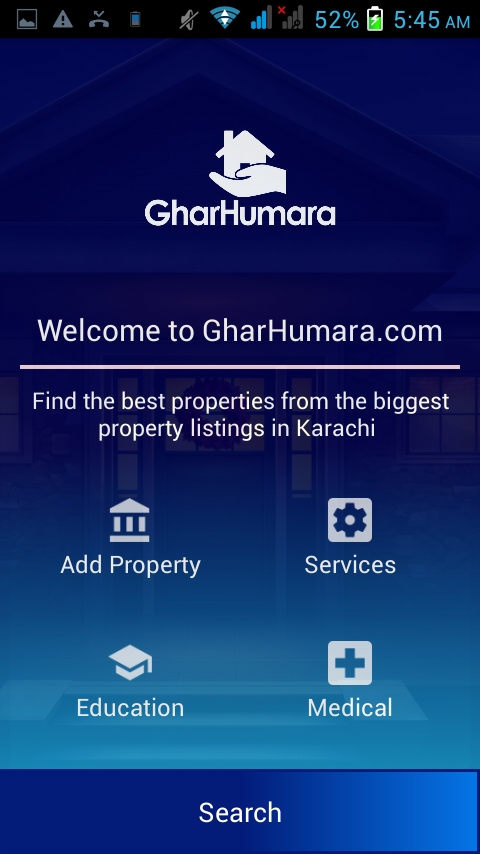 52% 5:45 AM
GharHumara
Welcome to GharHumara.com
Find the best properties from the biggest
property listings in Karachi
Add Property
Services
Education
Medical
Search